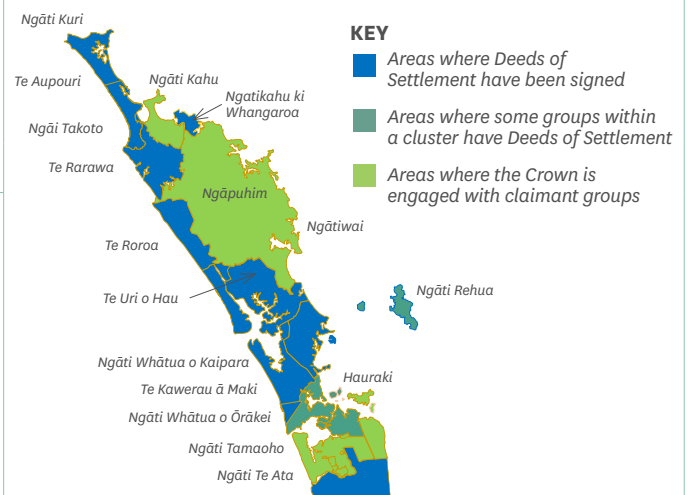 Ngāti Kuri
Te Aupouri
Ngāti Kahu
Ngatikahu ki
Whangaroa
Ngāi Takoto
Te Rarawa
Ngāpuhim
Ngātiwai
Te Roroa
Te Uri o Hau
Ngāti Rehua
Ngāti Whātua o Kaipara
Hauraki
Te Kawerau ā Maki
Ngāti Whātua o Ōrākei
Ngāti Tamaoho
Ngāti Te Ata
KEY
Areas where Deeds of
Settlement have been signed
Areas where some groups within
a cluster have Deeds of Settlement
Areas where the Crown is
engaged with claimant groups